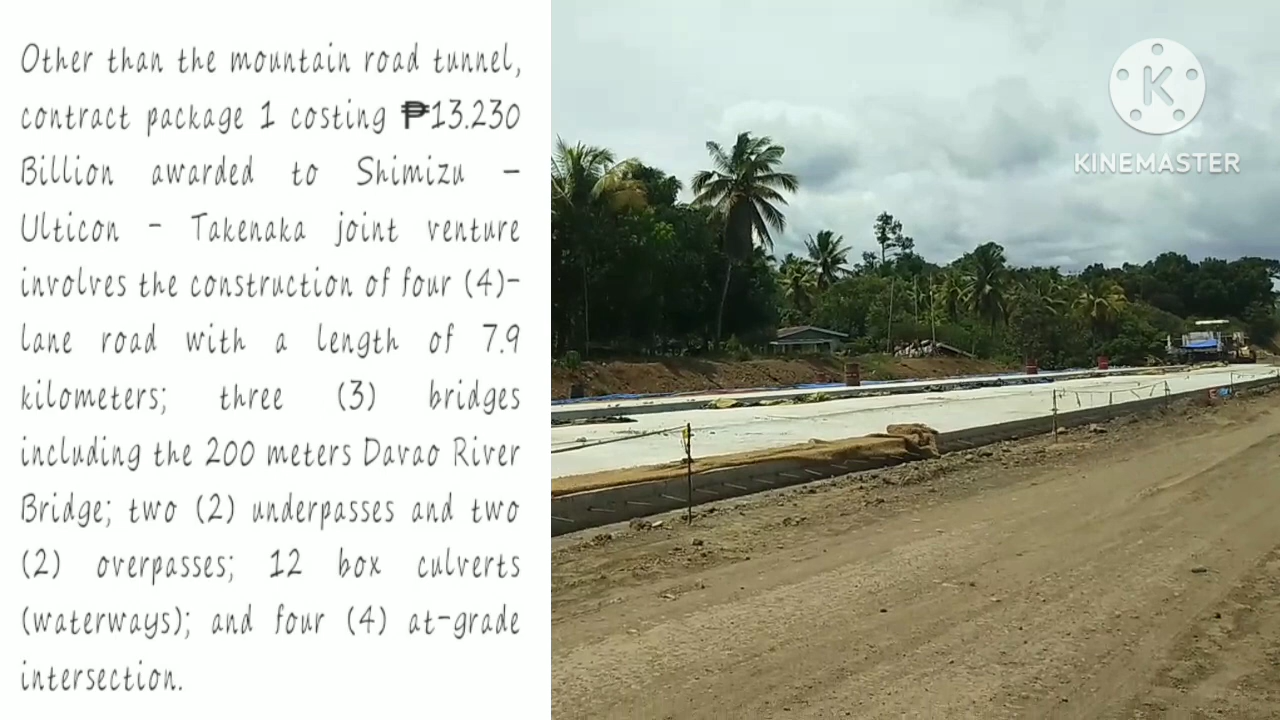 Other than the mountain road tunnel,
contract package 1 costing ₱13.230
Billion awarded to Shimizu –
Ulticon - Takenaka joint venture
involves the construction of four (4)-
lane road with a length of 7.9
kilometers; three (3) bridges
including the 200 meters Davao River
Bridge; two (2) underpasses and two
(2) overpasses; 12 box culverts
(waterways); and four (4) at-grade
intersection.
K
KINEMASTER